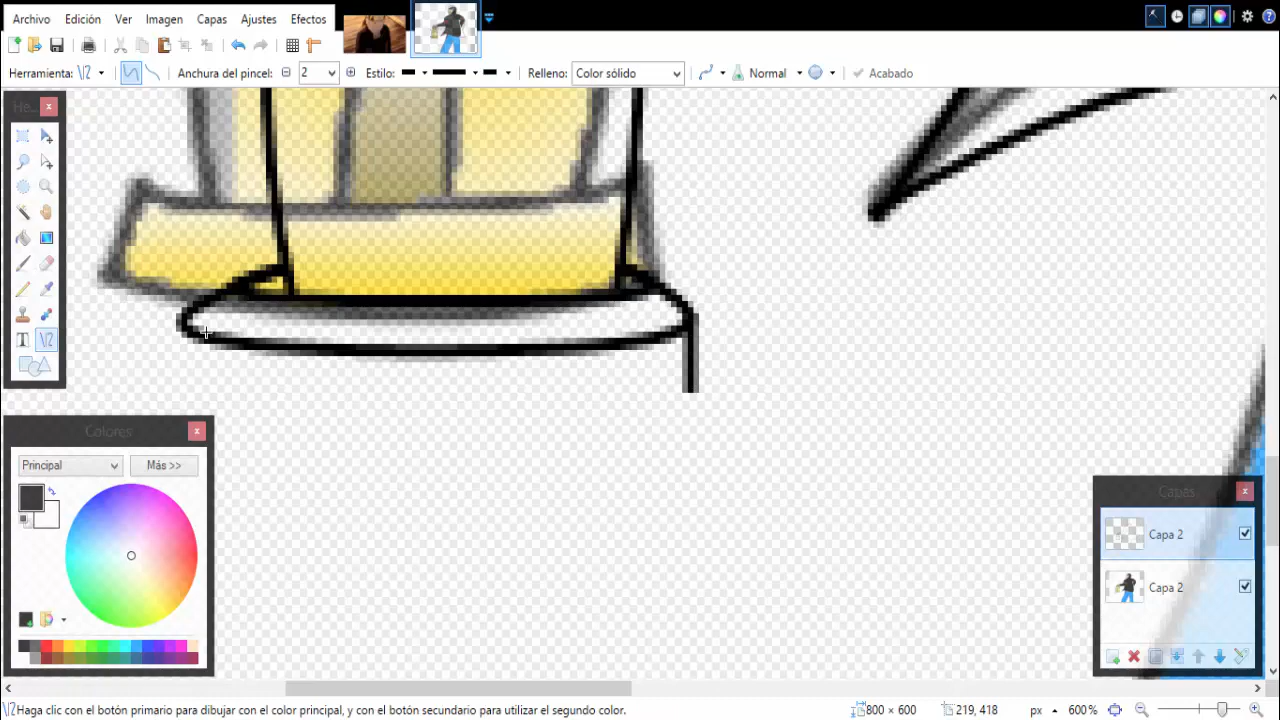 Archivo Edición Ver Imagen Capas Ajustes Efectos
Herramienta: Anchura del pincel: 2 Estilo: Relleno: Color sólido Normal Acabado
He...
Colores
Principal Más >>
Capas
Capa 2
Capa 2
Haga clic con el botón primario para dibujar con el color principal, y con el botón secundario para utilizar el segundo color. 800 × 600 219, 418 px 600%